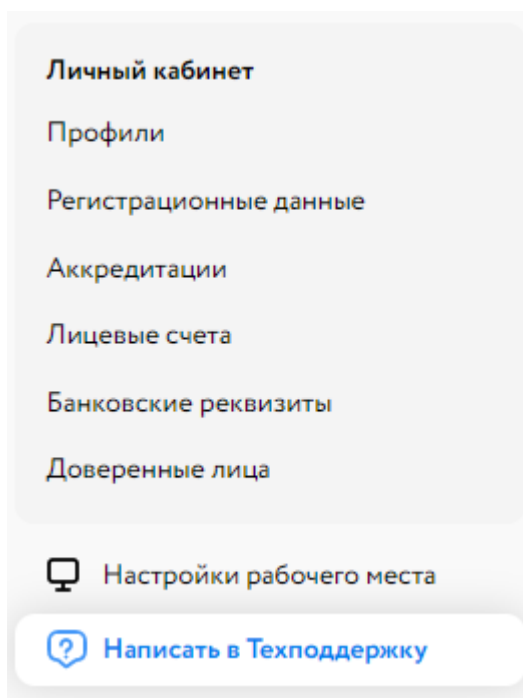 Личный кабинет
Профили
Регистрационные данные
Аккредитации
Лицевые счета
Банковские реквизиты
Доверенные лица
Настройки рабочего места
Написать в Техподдержку